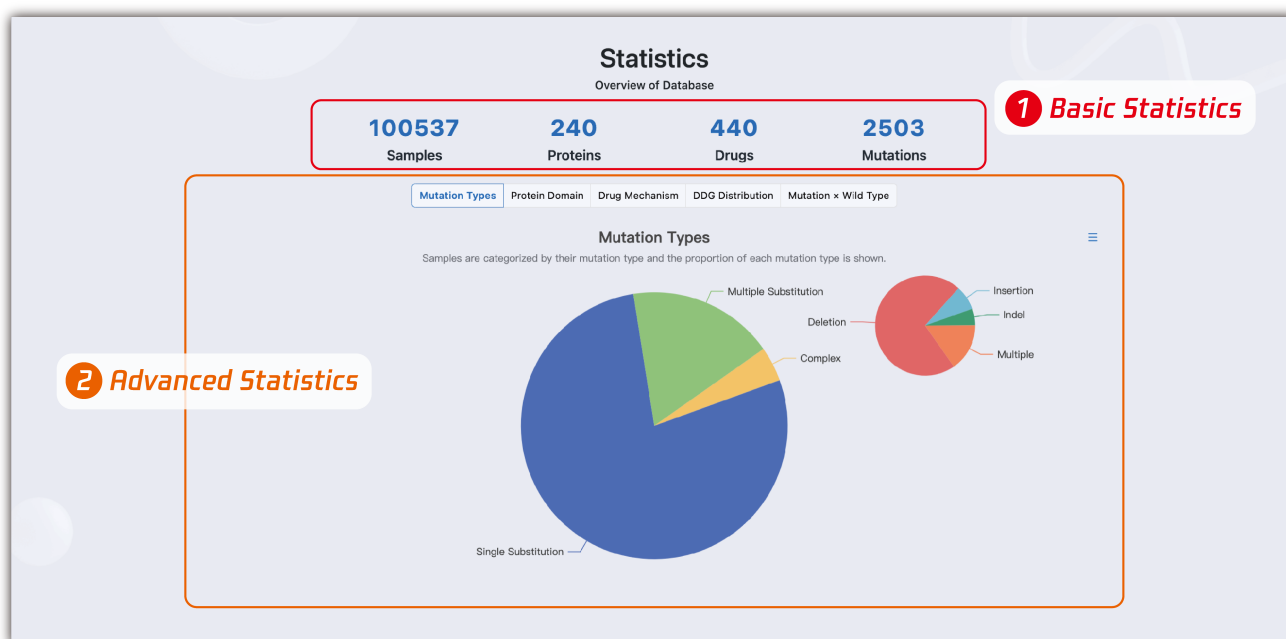 Statistics
Overview of Database
1 Basic Statistics
100537 240 440 2503
Samples Proteins Drugs Mutations
Mutation Types Protein Domain Drug Mechanism DDG Distribution Mutation × Wild Type
Mutation Types
Samples are categorized by their mutation type and the proportion of each mutation type is shown.
Multiple Substitution
Insertion
Indel
Deletion
Multiple
Complex
2 Advanced Statistics
Single Substitution